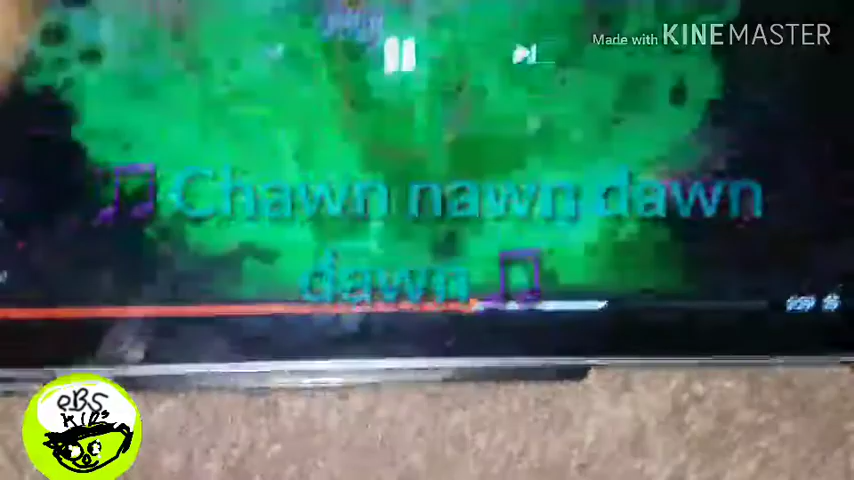 Made with KINEMASTER
🎵Chawn nawn dawn
dawn🎵
eBS
Kids